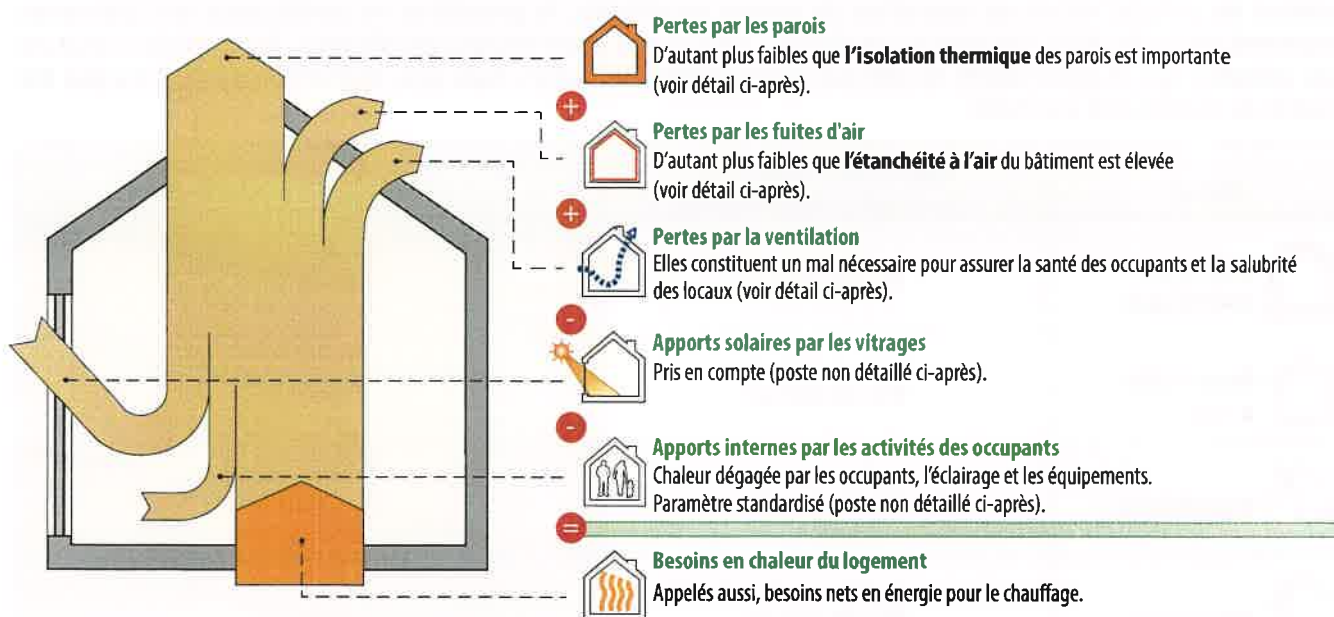 Pertes par les parois
D'autant plus faibles que l'isolation thermique des parois est importante
(voir détail ci-après).
+
Pertes par les fuites d'air
D'autant plus faibles que l'étanchéité à l'air du bâtiment est élevée
(voir détail ci-après).
+
Pertes par la ventilation
Elles constituent un mal nécessaire pour assurer la santé des occupants et la salubrité
des locaux (voir détail ci-après).
-
Apports solaires par les vitrages
Pris en compte (poste non détaillé ci-après).
-
Apports internes par les activités des occupants
Chaleur dégagée par les occupants, l'éclairage et les équipements.
Paramètre standardisé (poste non détaillé ci-après).
=
Besoins en chaleur du logement
Appelés aussi, besoins nets en énergie pour le chauffage.